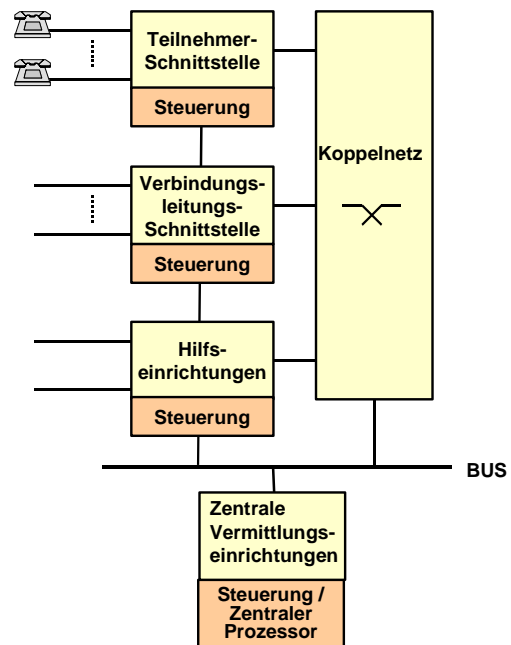 Teilnehmer-
Schnittstelle
Steuerung
Koppelnetz
Verbindungs-
leitungs-
Schnittstelle
Steuerung
Hilfs-
einrichtungen
Steuerung
BUS
Zentrale
Vermittlungs-
einrichtungen
Steuerung /
Zentraler
Prozessor